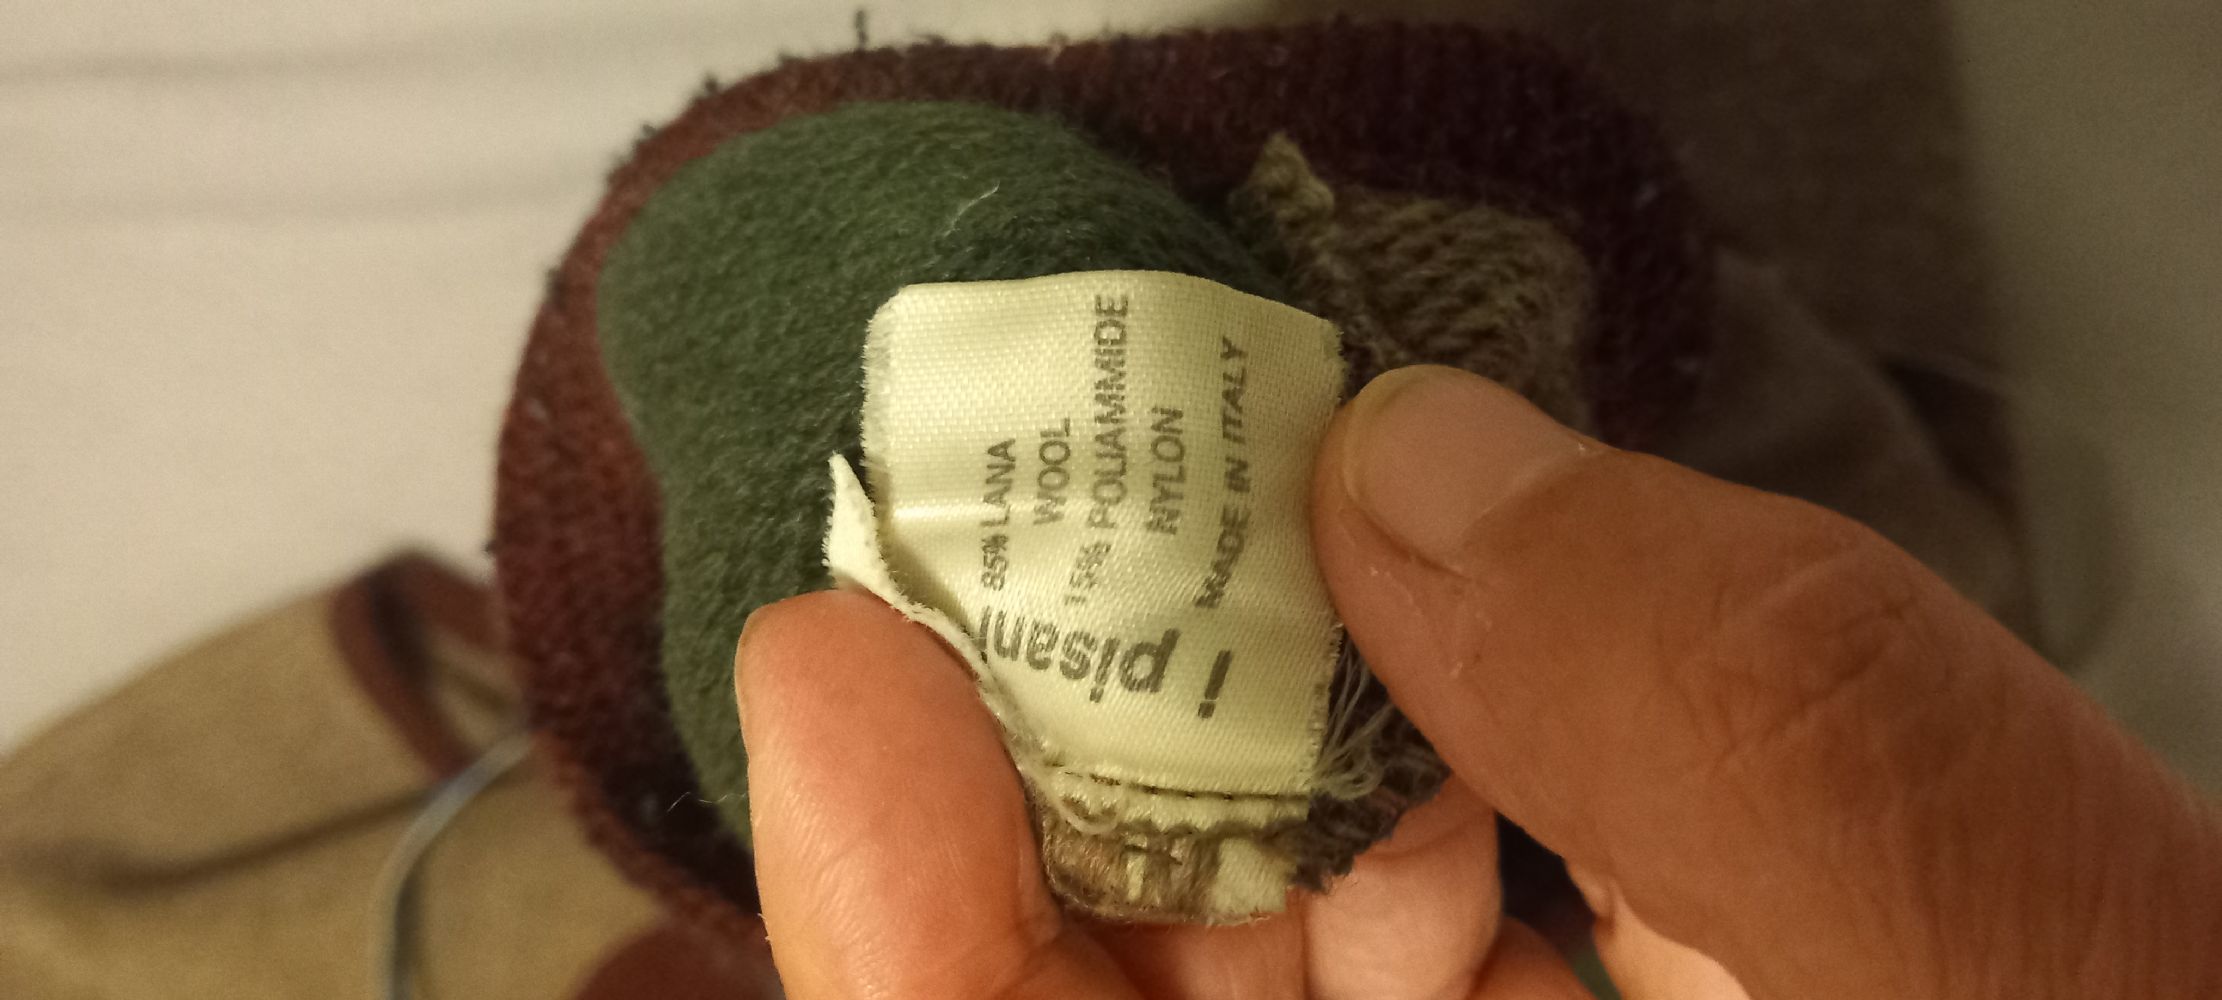 i
pisani
85% LANA
WOOL
15% POLIAMMIDE
NYLON
MADE IN ITALY